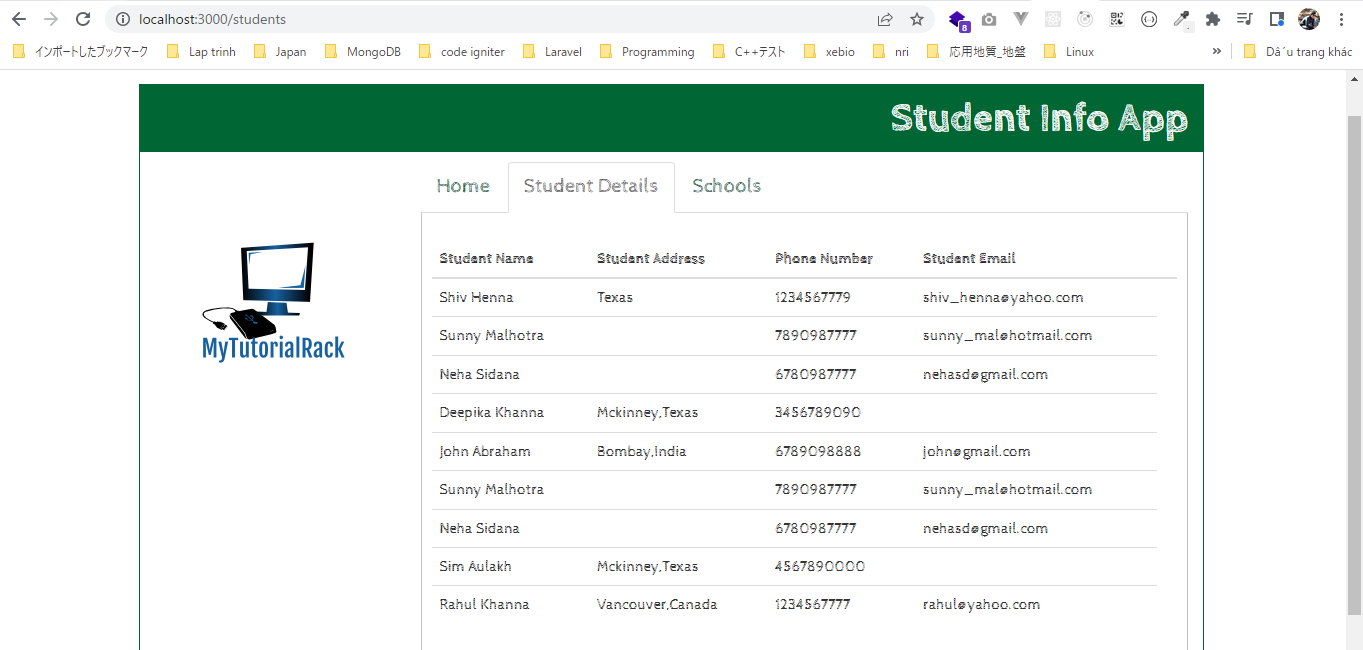 localhost:3000/students
8
インポートしたブックマーク Lap trinh Japan MongoDB code igniter Laravel Programming C++テスト xebio nri 応用地質_地盤 Linux » Dâ´u trang khác
Student Info App
Home Student Details Schools
Student Name Student Address Phone Number Student Email
Shiv Henna Texas 1234567779 shiv_henna@yahoo.com
Sunny Malhotra 7890987777 sunny_mal@hotmail.com
Neha Sidana 6780987777 nehasd@gmail.com
Deepika Khanna Mckinney,Texas 3456789090
John Abraham Bombay,India 6789098888 john@gmail.com
Sunny Malhotra 7890987777 sunny_mal@hotmail.com
Neha Sidana 6780987777 nehasd@gmail.com
Sim Aulakh Mckinney,Texas 4567890000
Rahul Khanna Vancouver,Canada 1234567777 rahul@yahoo.com
MyTutorialRack